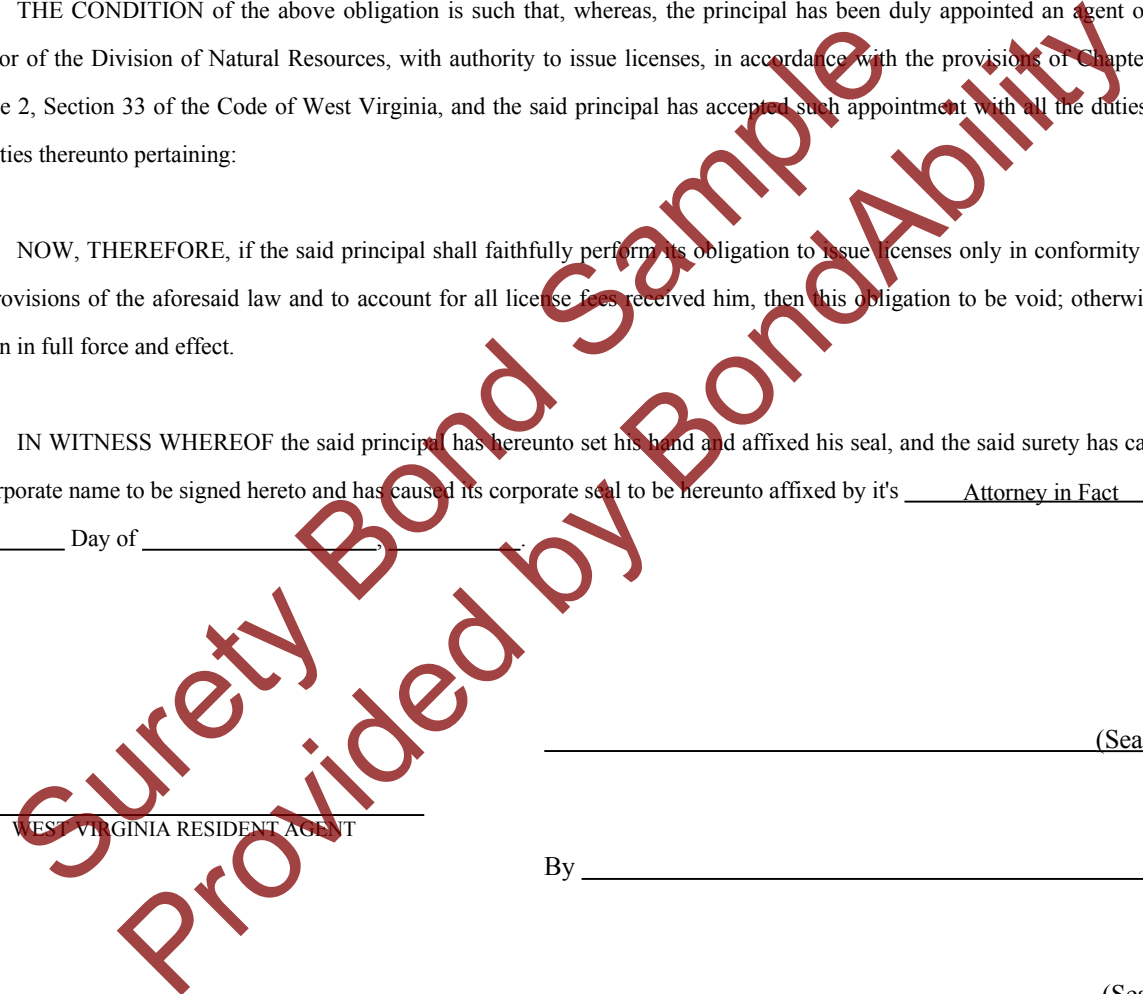 THE CONDITION of the above obligation is such that, whereas, the principal has been duly appointed an agent o
or of the Division of Natural Resources, with authority to issue licenses, in accordance with the provisions of Chapte
e 2, Section 33 of the Code of West Virginia, and the said principal has accepted such appointment with all the duties
ties thereunto pertaining:
NOW, THEREFORE, if the said principal shall faithfully perform its obligation to issue licenses only in conformity
rovisions of the aforesaid law and to account for all license fees received him, then this obligation to be void; otherwi
n in full force and effect.
IN WITNESS WHEREOF the said principal has hereunto set his hand and affixed his seal, and the said surety has ca
rporate name to be signed hereto and has caused its corporate seal to be hereunto affixed by it's Attorney in Fact
Day of , .
(Sea
WEST VIRGINIA RESIDENT AGENT
By
(Sea
Surety Bond Sample
Provided by BondAbility